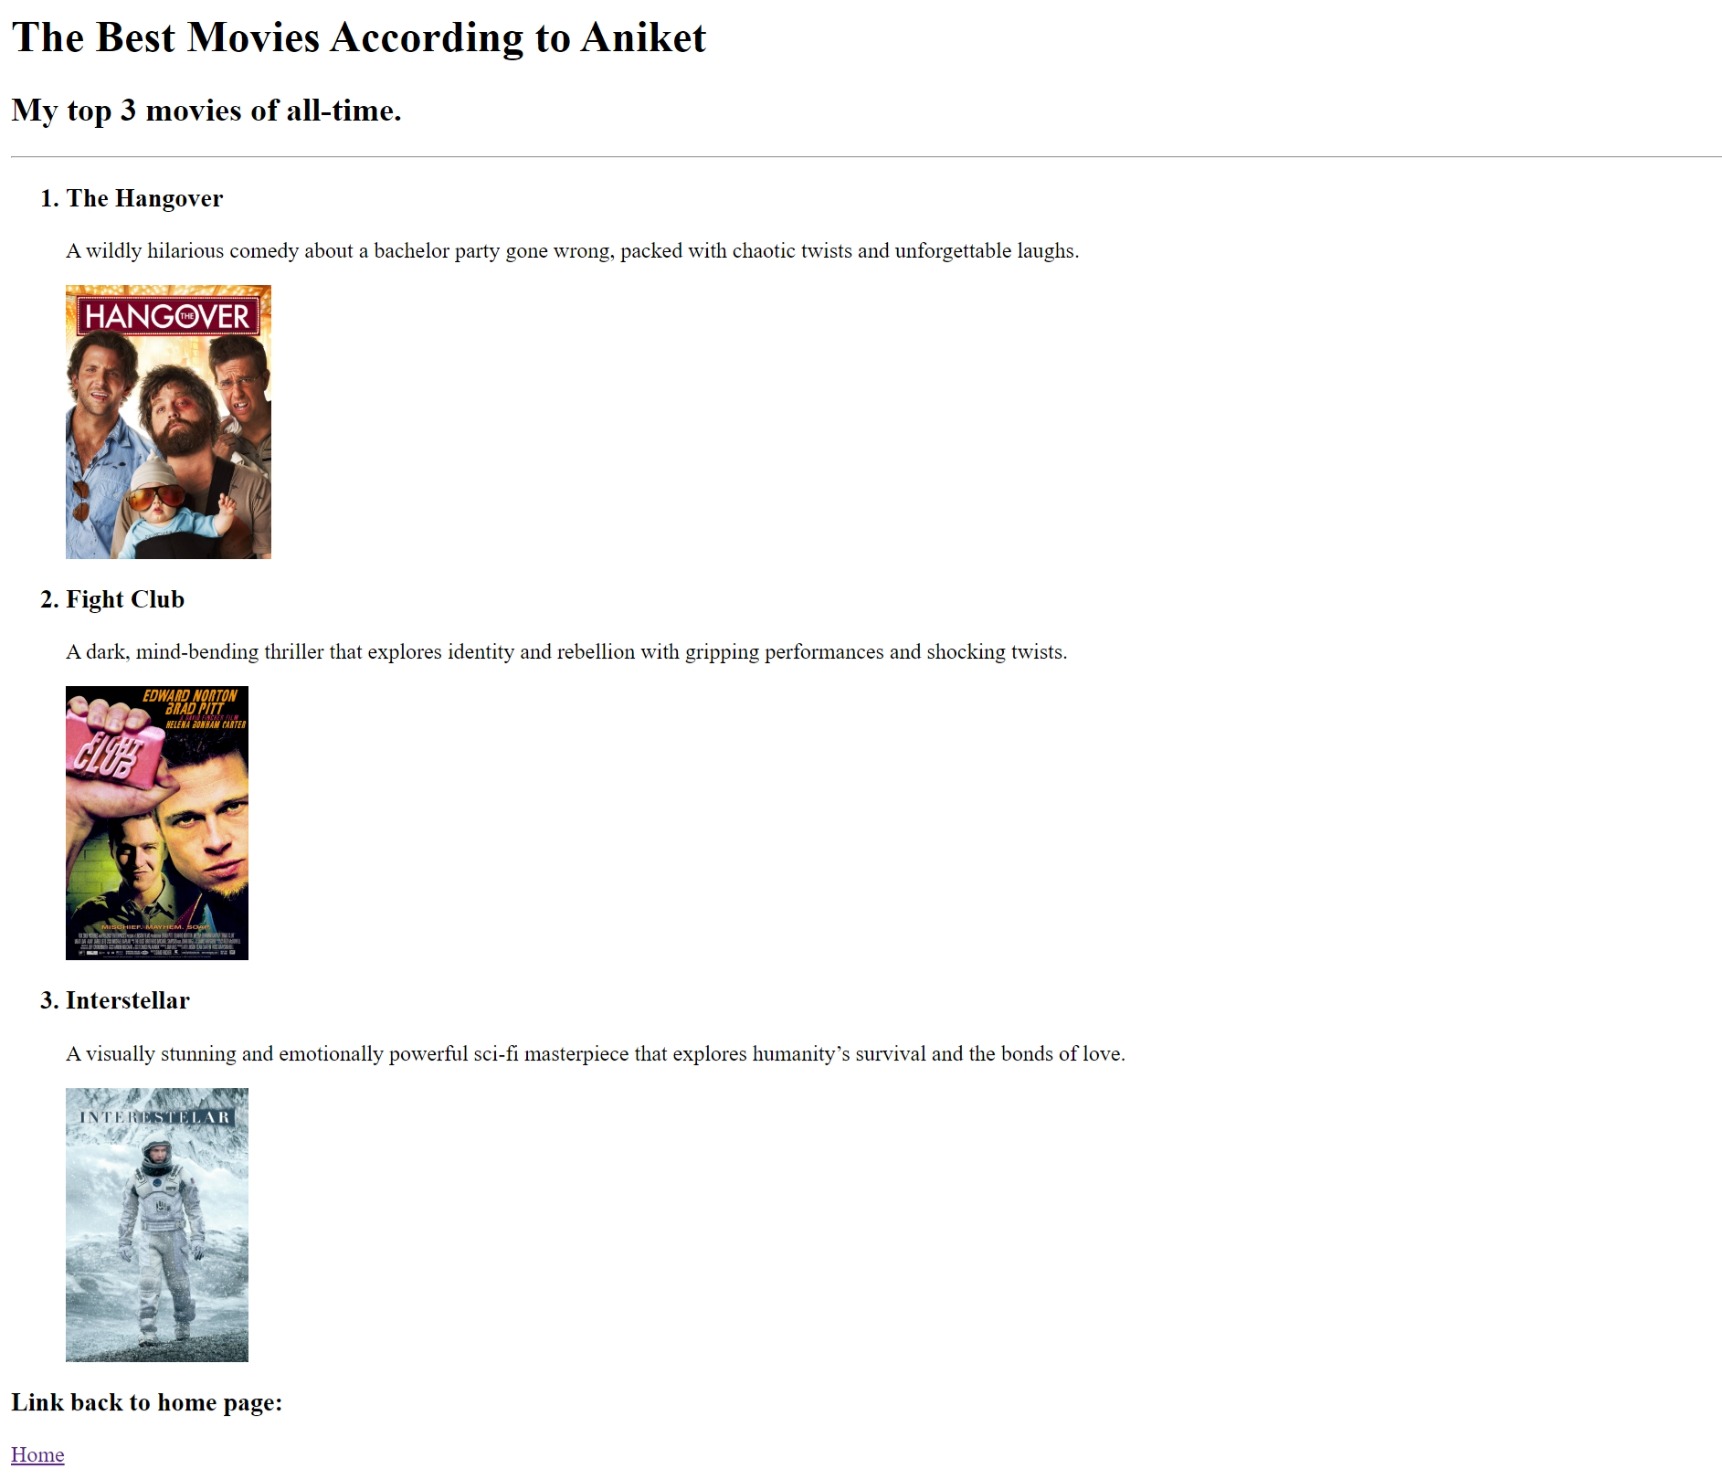 The Best Movies According to Aniket
My top 3 movies of all-time.
1. The Hangover
A wildly hilarious comedy about a bachelor party gone wrong, packed with chaotic twists and unforgettable laughs.
THE HANGOVER
2. Fight Club
A dark, mind-bending thriller that explores identity and rebellion with gripping performances and shocking twists.
EDWARD NORTON
BRAD PITT
A DAVID FINCHER FILM
HELENA BONHAM CARTER
FIGHT
CLUB
MISCHIEF. MAYHEM. SOAP.
3. Interstellar
A visually stunning and emotionally powerful sci-fi masterpiece that explores humanity’s survival and the bonds of love.
INTERESTELAR
Link back to home page:
Home